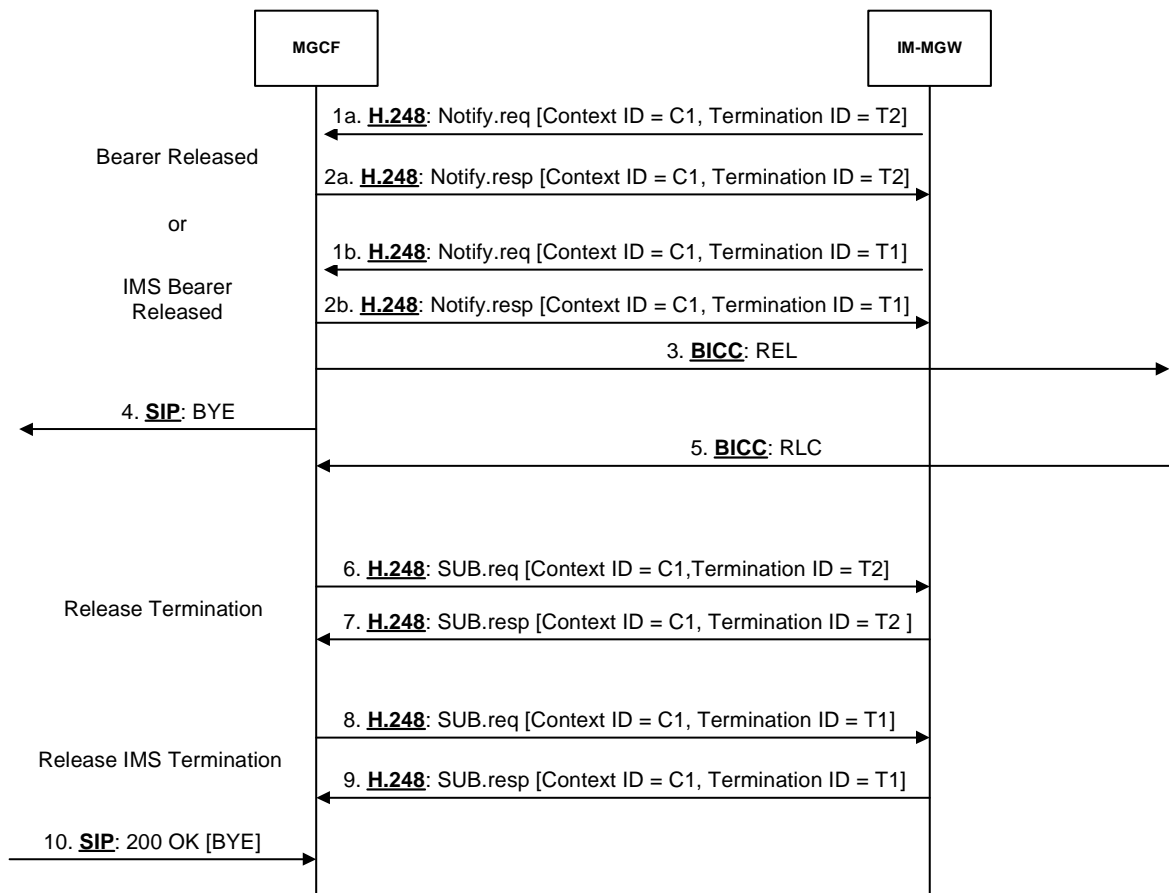 MGCF
IM-MGW
1a. H.248: Notify.req [Context ID = C1, Termination ID = T2]
Bearer Released
2a. H.248: Notify.resp [Context ID = C1, Termination ID = T2]
or
1b. H.248: Notify.req [Context ID = C1, Termination ID = T1]
IMS Bearer
Released
2b. H.248: Notify.resp [Context ID = C1, Termination ID = T1]
3. BICC: REL
4. SIP: BYE
5. BICC: RLC
6. H.248: SUB.req [Context ID = C1,Termination ID = T2]
Release Termination
7. H.248: SUB.resp [Context ID = C1, Termination ID = T2 ]
8. H.248: SUB.req [Context ID = C1, Termination ID = T1]
Release IMS Termination
9. H.248: SUB.resp [Context ID = C1, Termination ID = T1]
10. SIP: 200 OK [BYE]